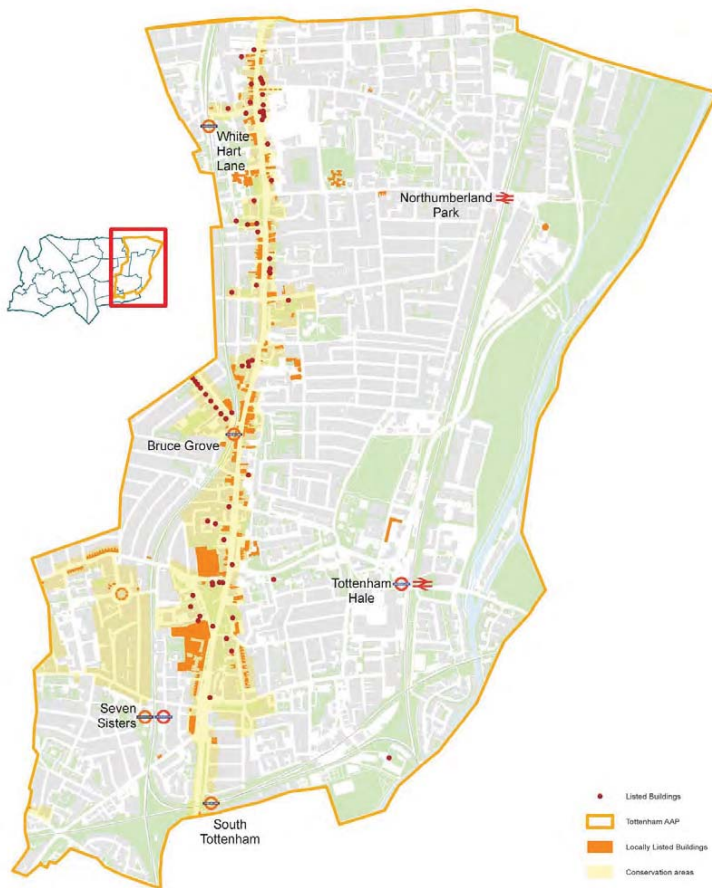 White
Hart
Lane
Northumberland
Park
Bruce Grove
Tottenham
Hale
Seven
Sisters
South
Tottenham
Listed Buildings
Tottenham AAP
Locally Listed Buildings
Conservation areas